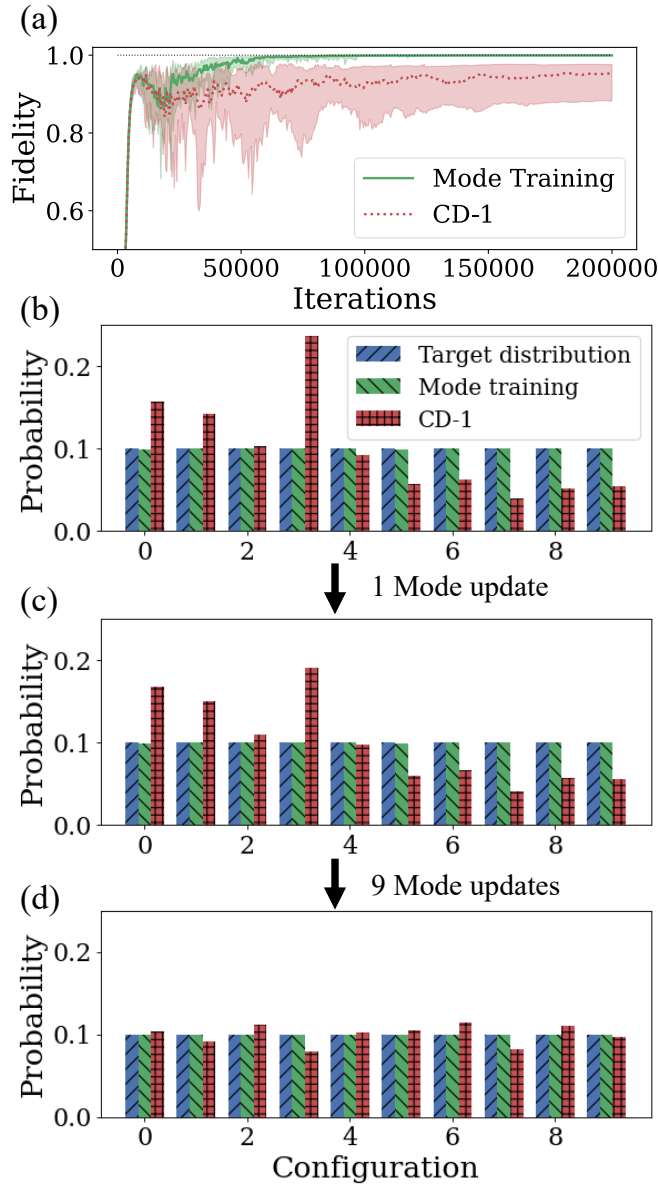 (a)
1.0
0.8
0.6
Fidelity
Mode Training
CD-1
0 50000 100000 150000 200000
Iterations
(b)
0.2
0.1
0.0
Probability
Target distribution
Mode training
CD-1
0 2 4 6 8
1 Mode update
(c)
0.2
0.1
0.0
Probability
0 2 4 6 8
9 Mode updates
(d)
0.2
0.1
0.0
Probability
0 2 4 6 8
Configuration